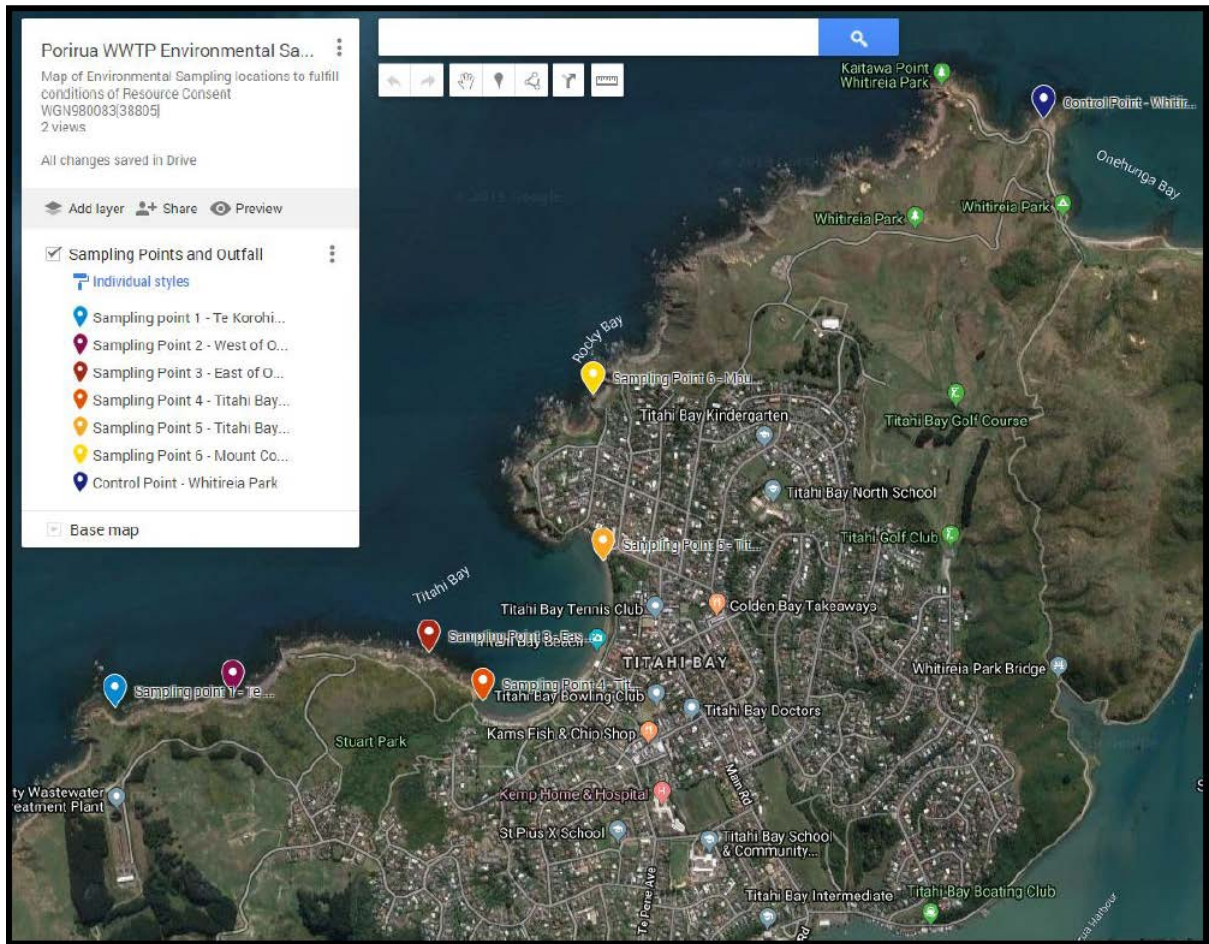 Porirua WWTP Environmental Sa...
Map of Environmental Sampling locations to fulfill
conditions of Resource Consent
WGN980083[38805]
2 views
All changes saved in Drive
Add layer
Share
Preview
Sampling Points and Outfall
Individual styles
Sampling point 1 - Te Korohi...
Sampling Point 2 - West of O...
Sampling Point 3 - East of O...
Sampling Point 4 - Titahi Bay...
Sampling Point 5 - Titahi Bay...
Sampling Point 6 - Mount Co...
Control Point - Whitireia Park
Base map
Kaitawa Point
Whitireia Park
Control Point - Whitir...
Onehunga Bay
Whitireia Park
Whitireia Park
Rocky Bay
Sampling Point 6 - Mou...
Titahi Bay Kindergarten
Titahi Bay Golf Course
Titahi Bay North School
Titahi Golf Club
Sampling Point 5 - Tit...
Titahi Bay
Titahi Bay Tennis Club
Golden Bay Takeaways
Sampling Point 3 - Eas...
Titahi Bay Beach
TITAHI BAY
Whitireia Park Bridge
Sampling point 1 - Te...
Sampling Point 4 - Tit...
Titahi Bay Bowling Club
Titahi Bay Doctors
Kams Fish & Chip Shop
Stuart Park
Main Rd
ty Wastewater
eatment Plant
Kemp Home & Hospital
St Pius X School
Titahi Bay School
& Community...
Te Pene Ave
Titahi Bay Intermediate
Rd
Titahi Bay Boating Club
rua Harbour